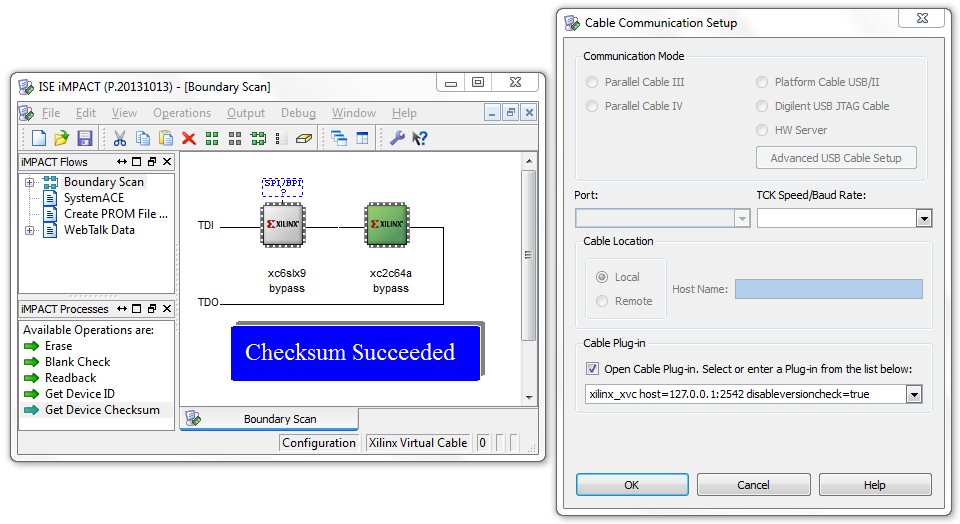 ISE iMPACT (P.20131013) - [Boundary Scan]
File Edit View Operations Output Debug Window Help
iMPACT Flows
Boundary Scan
SystemACE
Create PROM File ...
WebTalk Data
iMPACT Processes
Available Operations are:
Erase
Blank Check
Readback
Get Device ID
Get Device Checksum
SPI/BPI
?
TDI
XILINX
XILINX
xc6slx9
bypass
xc2c64a
bypass
TDO
Checksum Succeeded
Boundary Scan
Configuration Xilinx Virtual Cable 0
Cable Communication Setup
Communication Mode
Parallel Cable III
Platform Cable USB/II
Parallel Cable IV
Digilent USB JTAG Cable
HW Server
Advanced USB Cable Setup
Port:
TCK Speed/Baud Rate:
Cable Location
Local
Remote
Host Name:
Cable Plug-in
Open Cable Plug-in. Select or enter a Plug-in from the list below:
xilinx_xvc host=127.0.0.1:2542 disableversioncheck=true
OK Cancel Help